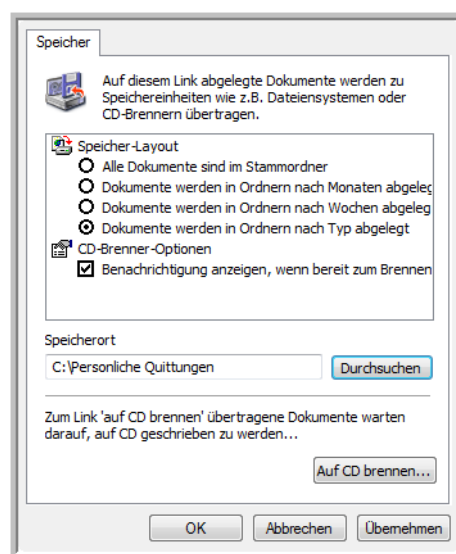 Speicher
Auf diesem Link abgelegte Dokumente werden zu
Speichereinheiten wie z.B. Dateiensystemen oder
CD-Brennern übertragen.
Speicher-Layout
Alle Dokumente sind im Stammordner
Dokumente werden in Ordnern nach Monaten abgeleg
Dokumente werden in Ordnern nach Wochen abgeleg
Dokumente werden in Ordnern nach Typ abgelegt
CD-Brenner-Optionen
Benachrichtigung anzeigen, wenn bereit zum Brennen
Speicherort
C:\Personliche Quittungen
Durchsuchen
Zum Link 'auf CD brennen' übertragene Dokumente warten
darauf, auf CD geschrieben zu werden...
Auf CD brennen...
OK Abbrechen Übernehmen